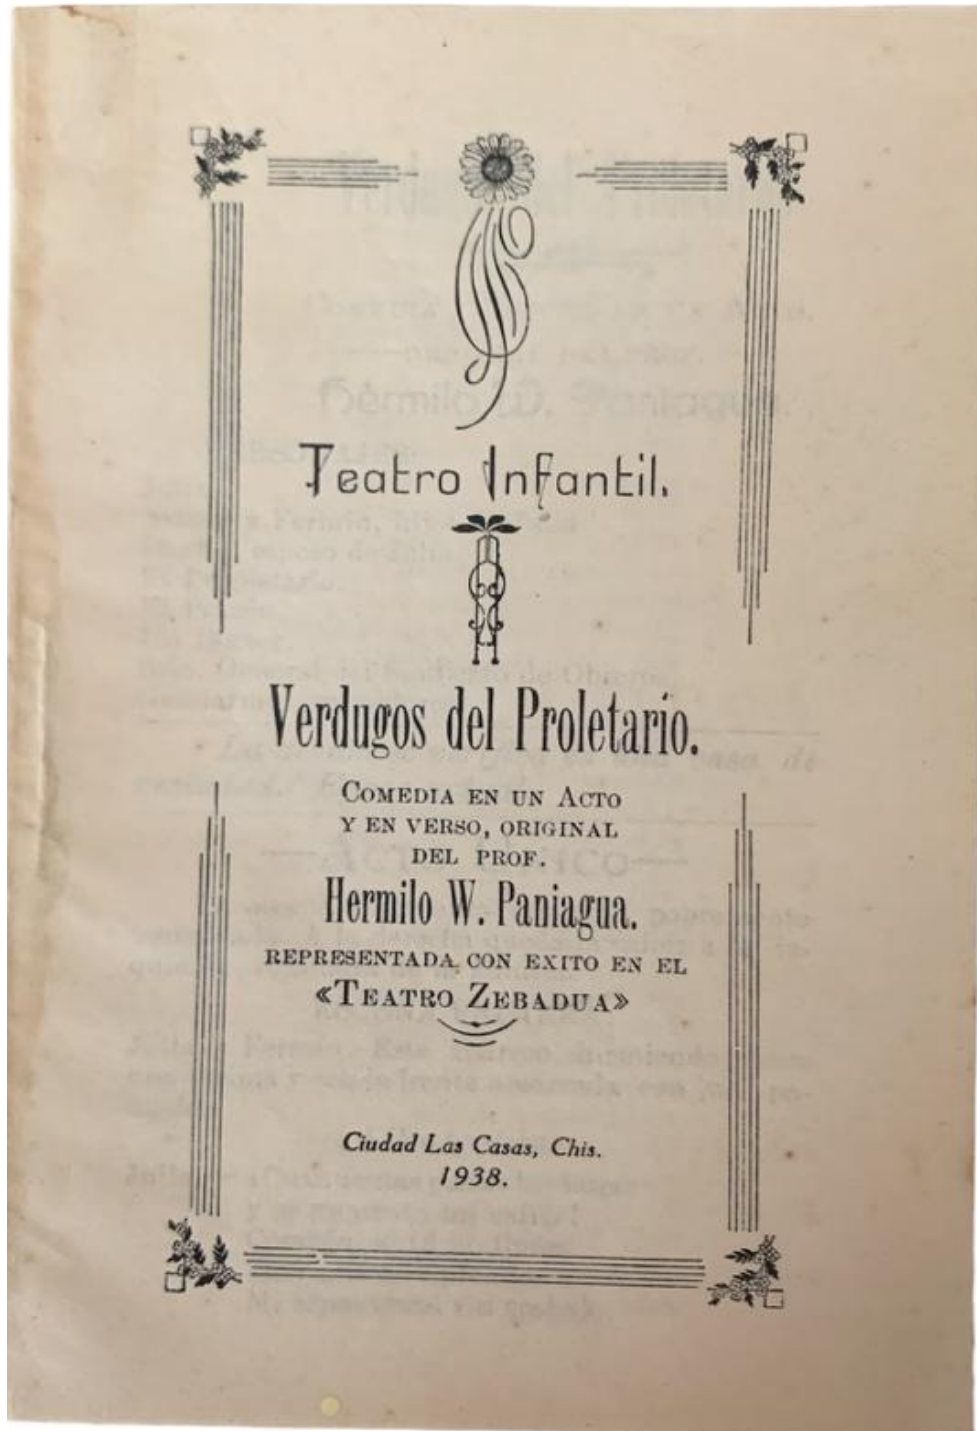 Teatro Infantil.
Verdugos del Proletario.
COMEDIA EN UN ACTO
Y EN VERSO, ORIGINAL
DEL PROF.
Hermilo W. Paniagua.
REPRESENTADA CON EXITO EN EL
«TEATRO ZEBADUA»
Ciudad Las Casas, Chis.
1938.